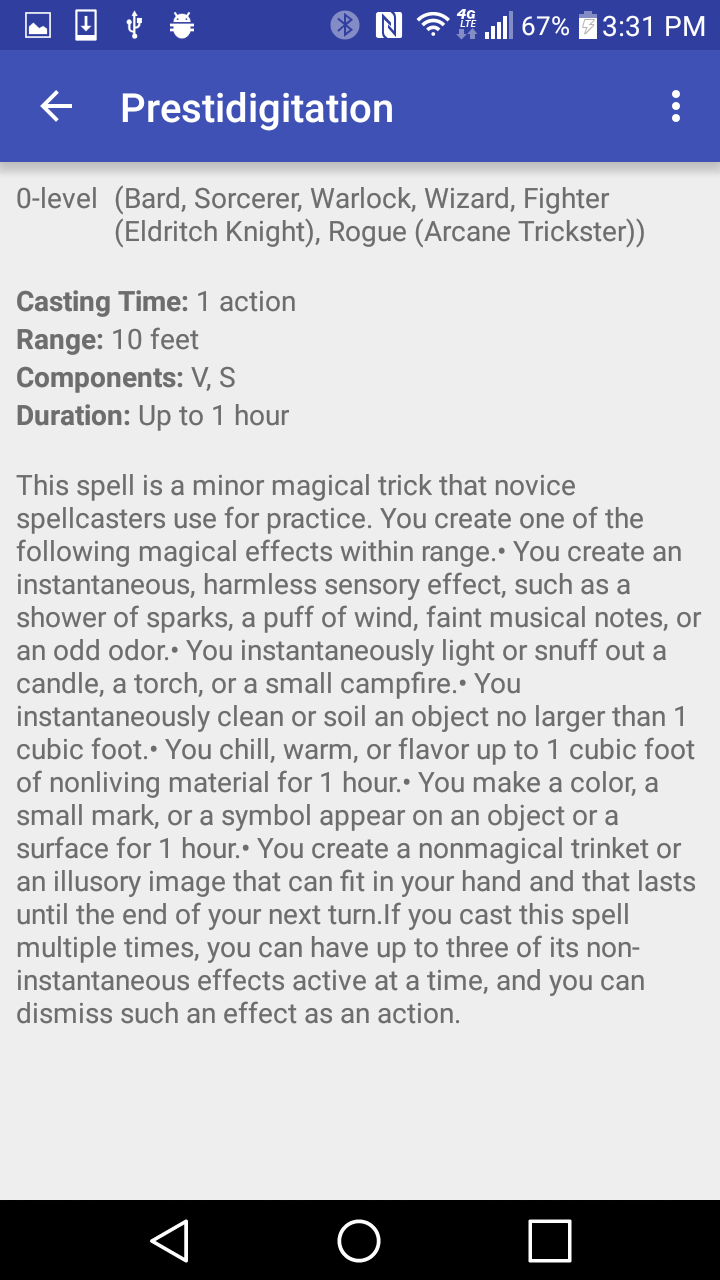 4G LTE 67% 3:31 PM
Prestidigitation
0-level (Bard, Sorcerer, Warlock, Wizard, Fighter
(Eldritch Knight), Rogue (Arcane Trickster))
Casting Time: 1 action
Range: 10 feet
Components: V, S
Duration: Up to 1 hour
This spell is a minor magical trick that novice
spellcasters use for practice. You create one of the
following magical effects within range.• You create an
instantaneous, harmless sensory effect, such as a
shower of sparks, a puff of wind, faint musical notes, or
an odd odor.• You instantaneously light or snuff out a
candle, a torch, or a small campfire.• You
instantaneously clean or soil an object no larger than 1
cubic foot.• You chill, warm, or flavor up to 1 cubic foot
of nonliving material for 1 hour.• You make a color, a
small mark, or a symbol appear on an object or a
surface for 1 hour.• You create a nonmagical trinket or
an illusory image that can fit in your hand and that lasts
until the end of your next turn.If you cast this spell
multiple times, you can have up to three of its non-
instantaneous effects active at a time, and you can
dismiss such an effect as an action.